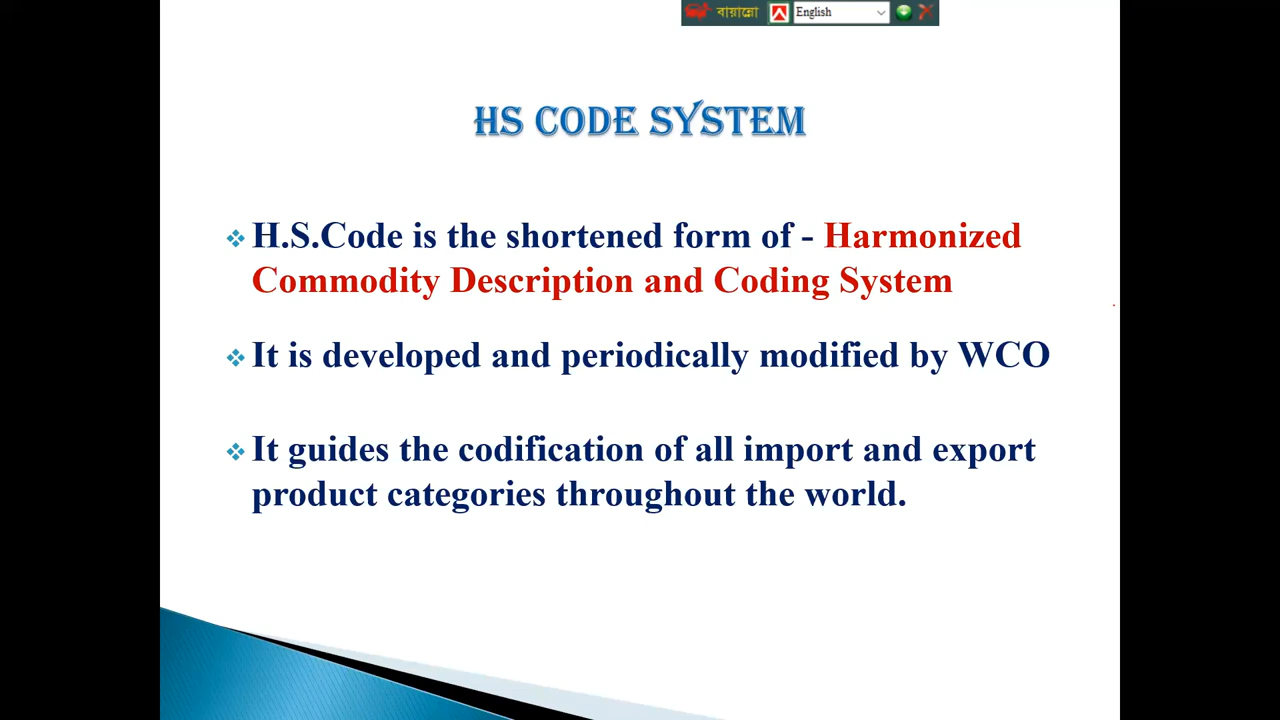 বায়ান্নো English
HS CODE SYSTEM
H.S.Code is the shortened form of - Harmonized
Commodity Description and Coding System
It is developed and periodically modified by WCO
It guides the codification of all import and export
product categories throughout the world.